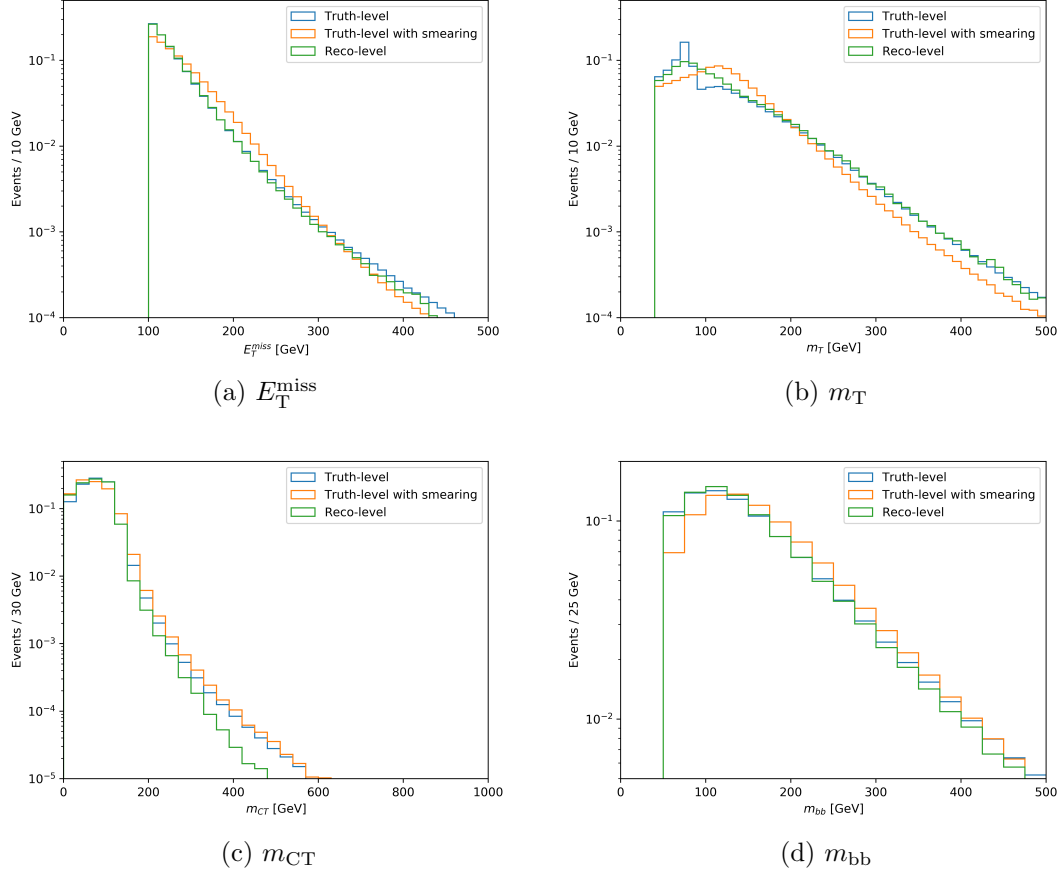 Truth-level
Truth-level with smearing
Reco-level
Events / 10 GeV
10⁻¹
10⁻²
10⁻³
10⁻⁴
0 100 200 300 400 500
E_T^miss [GeV]
(a) E_T^miss
Truth-level
Truth-level with smearing
Reco-level
Events / 10 GeV
10⁻¹
10⁻²
10⁻³
10⁻⁴
0 100 200 300 400 500
m_T [GeV]
(b) m_T
Truth-level
Truth-level with smearing
Reco-level
Events / 30 GeV
10⁻¹
10⁻²
10⁻³
10⁻⁴
10⁻⁵
0 200 400 600 800 1000
m_CT [GeV]
(c) m_CT
Truth-level
Truth-level with smearing
Reco-level
Events / 25 GeV
10⁻¹
10⁻²
0 100 200 300 400 500
m_bb [GeV]
(d) m_bb